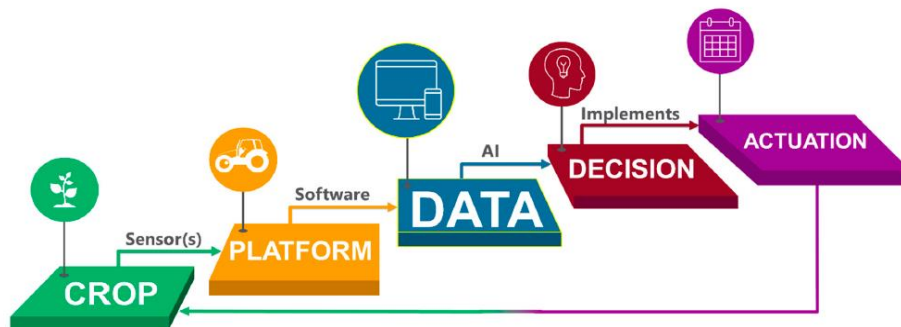 CROP
Sensor(s)
PLATFORM
Software
DATA
AI
DECISION
Implements
ACTUATION